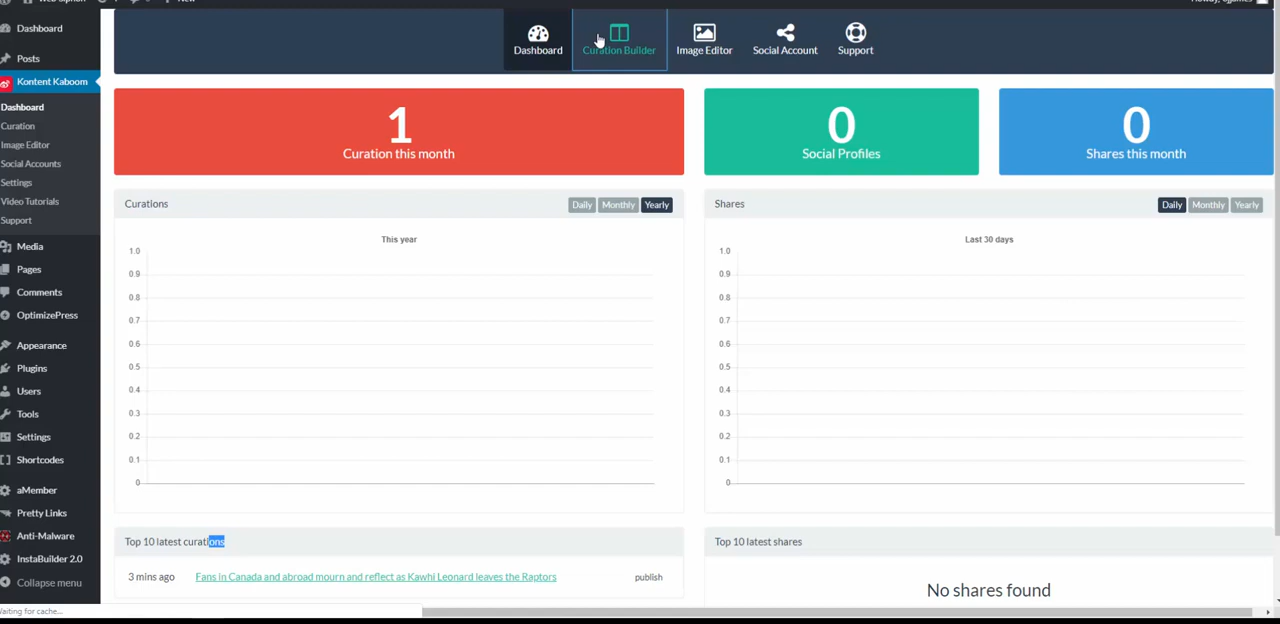 Dashboard
Posts
Kontent Kaboom
Dashboard
Curation
Image Editor
Social Accounts
Settings
Video Tutorials
Support
Media
Pages
Comments
OptimizePress
Appearance
Plugins
Users
Tools
Settings
Shortcodes
aMember
Pretty Links
Anti-Malware
InstaBuilder 2.0
Collapse menu
Dashboard
Curation Builder
Image Editor
Social Account
Support
1
Curation this month
0
Social Profiles
0
Shares this month
Curations
Daily Monthly Yearly
This year
1.0
0.9
0.8
0.7
0.6
0.5
0.4
0.3
0.2
0.1
0
Shares
Daily Monthly Yearly
Last 30 days
1.0
0.9
0.8
0.7
0.6
0.5
0.4
0.3
0.2
0.1
0
Top 10 latest curations
3 mins ago Fans in Canada and abroad mourn and reflect as Kawhi Leonard leaves the Raptors publish
Top 10 latest shares
No shares found
Waiting for cache...